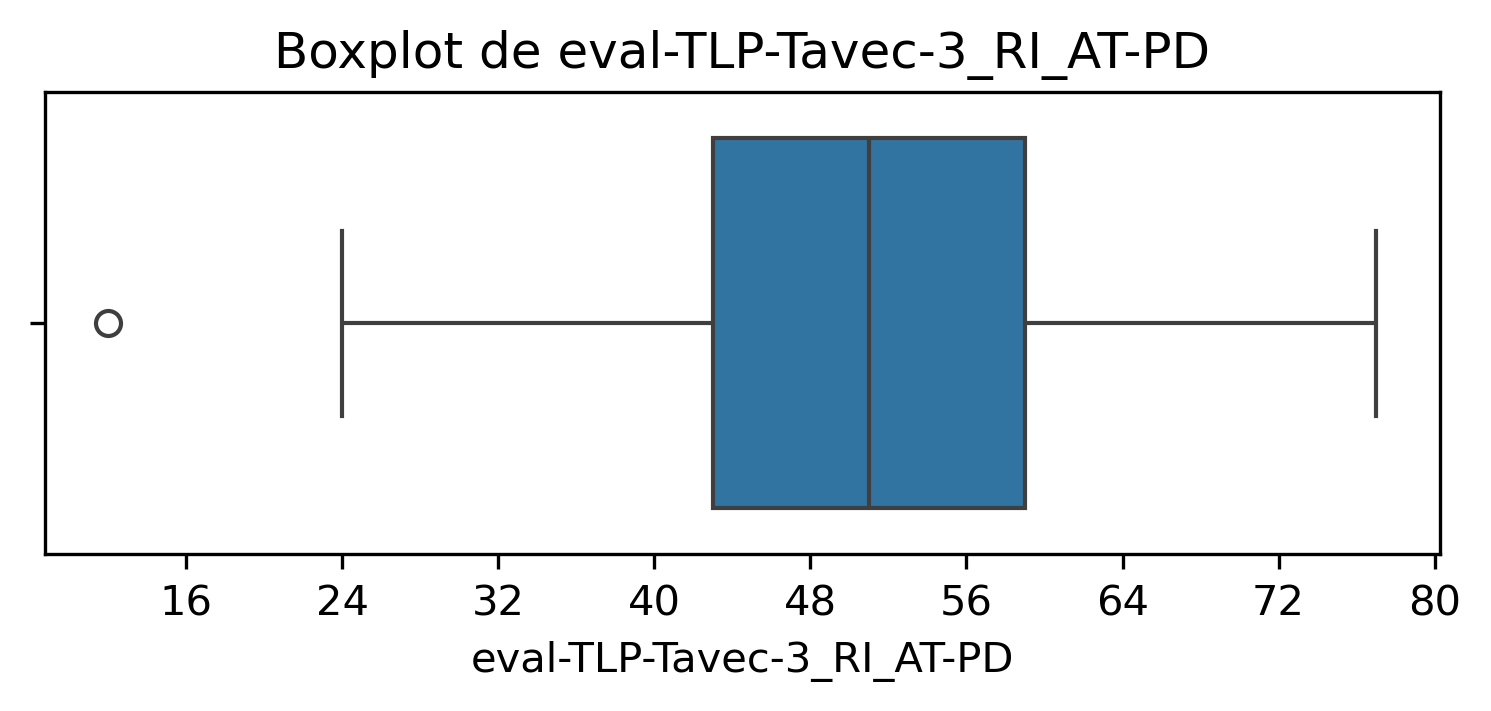 Boxplot de eval-TLP-Tavec-3_RI_AT-PD
16 24 32 40 48 56 64 72 80
eval-TLP-Tavec-3_RI_AT-PD